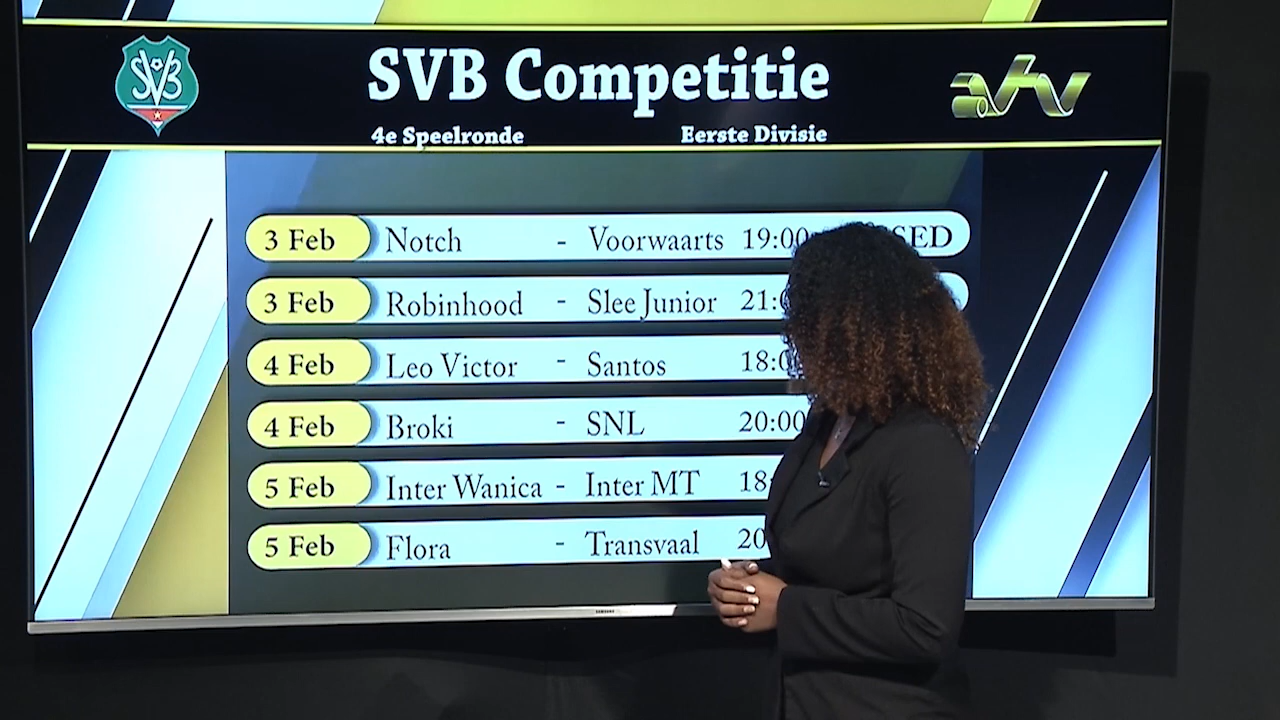 SVB
SVB Competitie
4e Speelronde Eerste Divisie
3 Feb Notch - Voorwaarts 19:00
3 Feb Robinhood - Slee Junior
4 Feb Leo Victor - Santos
4 Feb Broki - SNL 20:00
5 Feb Inter Wanica - Inter MT
5 Feb Flora - Transvaal
SAMSUNG